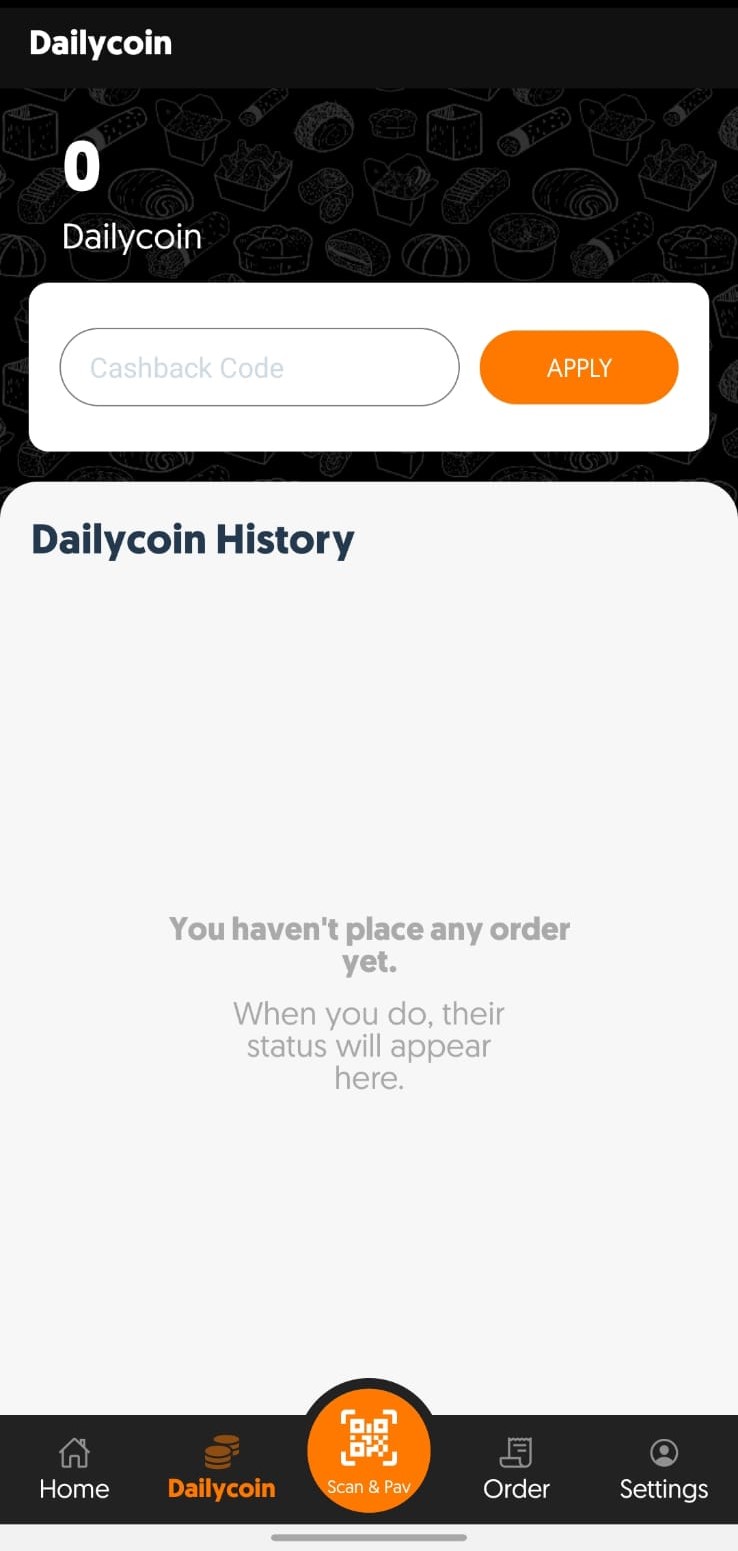 Dailycoin
0
Dailycoin
Cashback Code
APPLY
Dailycoin History
You haven't place any order
yet.
When you do, their
status will appear
here.
Scan & Pay
Home
Dailycoin
Order
Settings